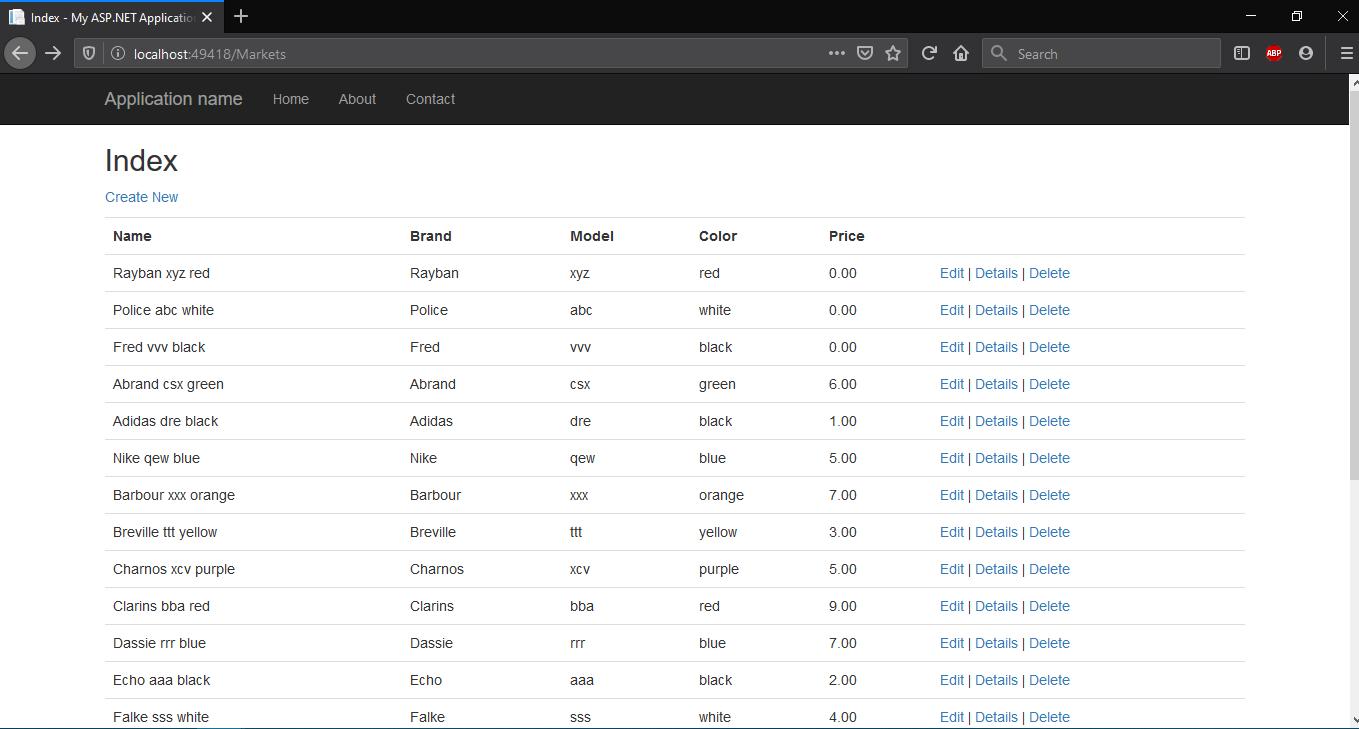 Index - My ASP.NET Applicatio
localhost:49418/Markets Search ABP
Application name Home About Contact
Index
Create New
Name Brand Model Color Price
Rayban xyz red Rayban xyz red 0.00 Edit | Details | Delete
Police abc white Police abc white 0.00 Edit | Details | Delete
Fred vvv black Fred vvv black 0.00 Edit | Details | Delete
Abrand csx green Abrand csx green 6.00 Edit | Details | Delete
Adidas dre black Adidas dre black 1.00 Edit | Details | Delete
Nike qew blue Nike qew blue 5.00 Edit | Details | Delete
Barbour xxx orange Barbour xxx orange 7.00 Edit | Details | Delete
Breville ttt yellow Breville ttt yellow 3.00 Edit | Details | Delete
Charnos xcv purple Charnos xcv purple 5.00 Edit | Details | Delete
Clarins bba red Clarins bba red 9.00 Edit | Details | Delete
Dassie rrr blue Dassie rrr blue 7.00 Edit | Details | Delete
Echo aaa black Echo aaa black 2.00 Edit | Details | Delete
Falke sss white Falke sss white 4.00 Edit | Details | Delete